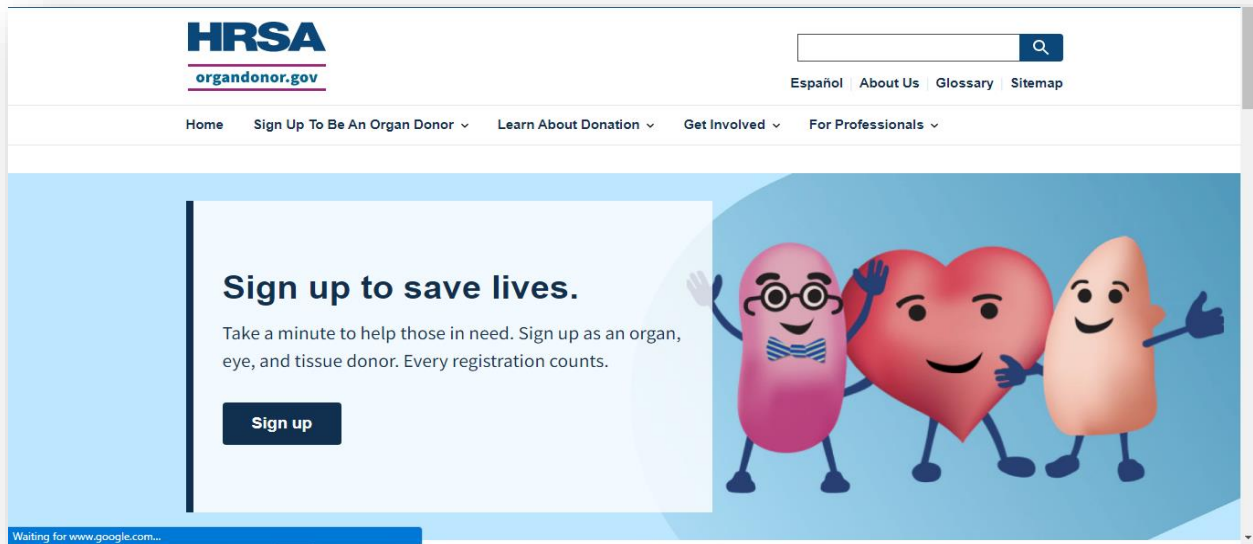 HRSA
organdonor.gov
Español About Us Glossary Sitemap
Home Sign Up To Be An Organ Donor Learn About Donation Get Involved For Professionals
Sign up to save lives.
Take a minute to help those in need. Sign up as an organ,
eye, and tissue donor. Every registration counts.
Sign up
Waiting for www.google.com...